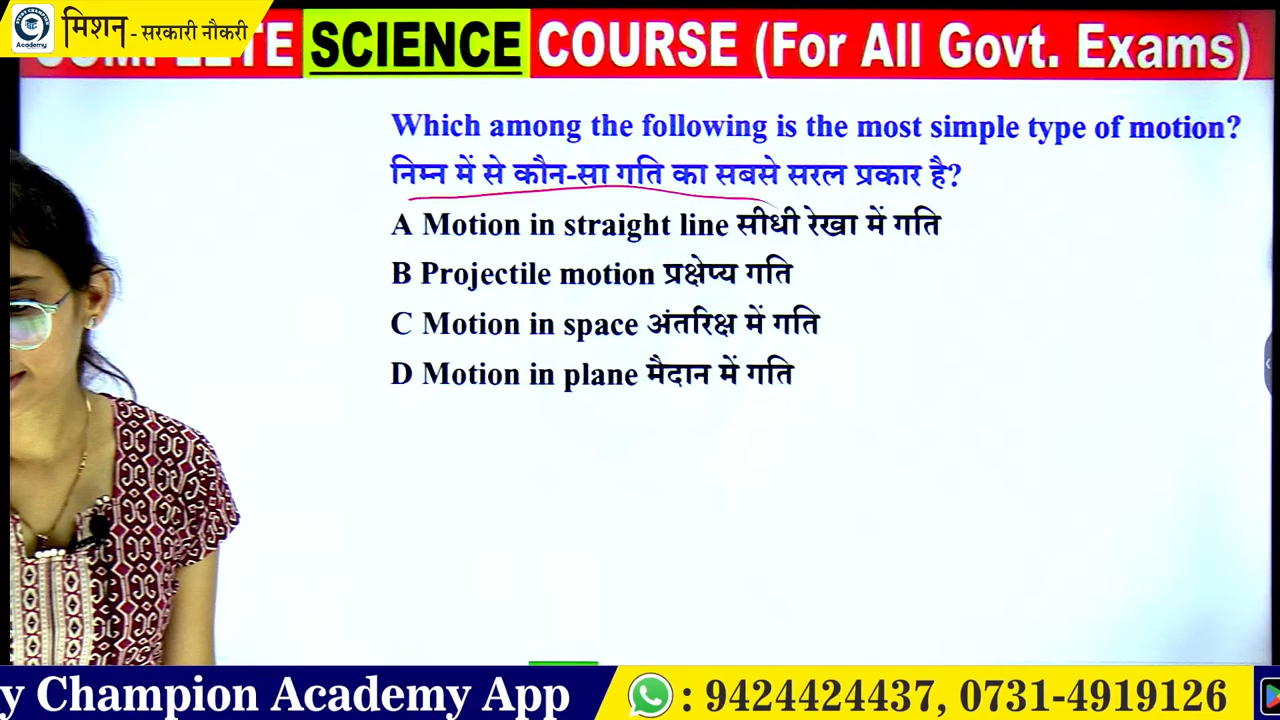 Academy
मिशन - सरकारी नौकरी
SCIENCE COURSE (For All Govt. Exams)
Which among the following is the most simple type of motion?
निम्न में से कौन-सा गति का सबसे सरल प्रकार है?
A Motion in straight line सीधी रेखा में गति
B Projectile motion प्रक्षेप्य गति
C Motion in space अंतरिक्ष में गति
D Motion in plane मैदान में गति
y Champion Academy App : 9424424437, 0731-4919126